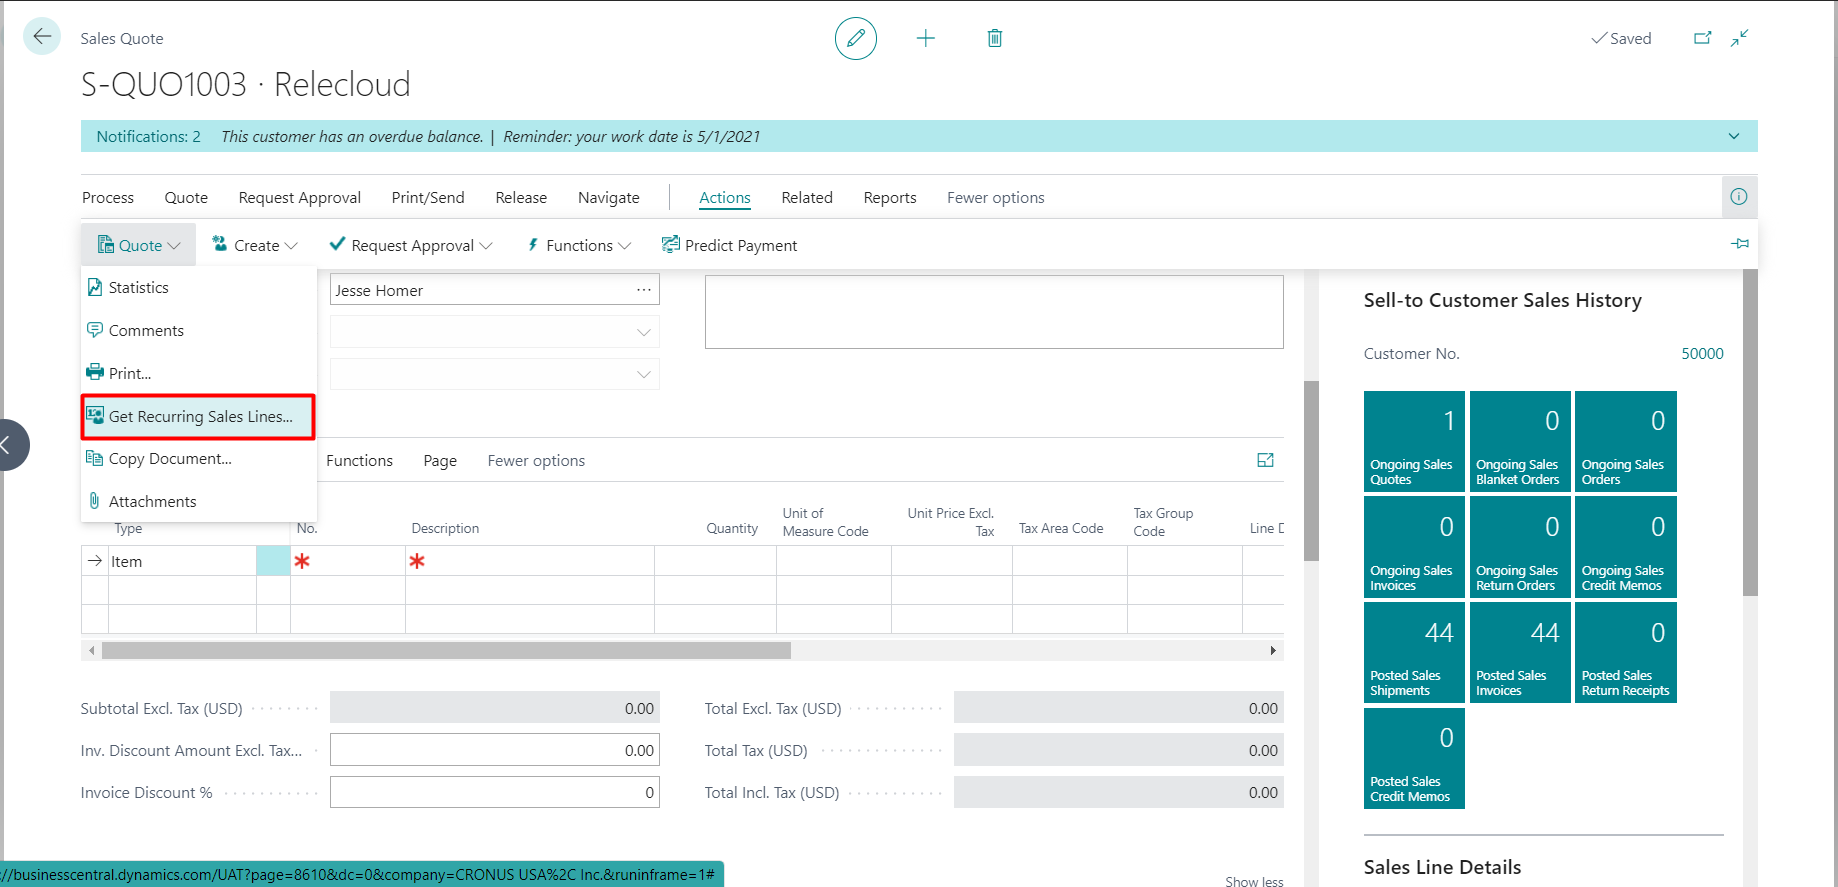 Sales Quote
Saved
S-QUO1003 · Relecloud
Notifications: 2 This customer has an overdue balance. | Reminder: your work date is 5/1/2021
Process Quote Request Approval Print/Send Release Navigate Actions Related Reports Fewer options
Quote Create Request Approval Functions Predict Payment
Statistics
Comments
Print...
Get Recurring Sales Lines...
Copy Document...
Attachments
Jesse Homer ...
Functions Page Fewer options
Type No. Description Quantity Unit of Measure Code Unit Price Excl. Tax Tax Area Code Tax Group Code Line D
Item * *
Subtotal Excl. Tax (USD) 0.00 Total Excl. Tax (USD) 0.00
Inv. Discount Amount Excl. Tax... 0.00 Total Tax (USD) 0.00
Invoice Discount % 0 Total Incl. Tax (USD) 0.00
Show less
Sell-to Customer Sales History
Customer No. 50000
1 Ongoing Sales Quotes
0 Ongoing Sales Blanket Orders
0 Ongoing Sales Orders
0 Ongoing Sales Invoices
0 Ongoing Sales Return Orders
0 Ongoing Sales Credit Memos
44 Posted Sales Shipments
44 Posted Sales Invoices
0 Posted Sales Return Receipts
0 Posted Sales Credit Memos
Sales Line Details
://businesscentral.dynamics.com/UAT?page=8610&dc=0&company=CRONUS USA%2C Inc.&runinframe=1#